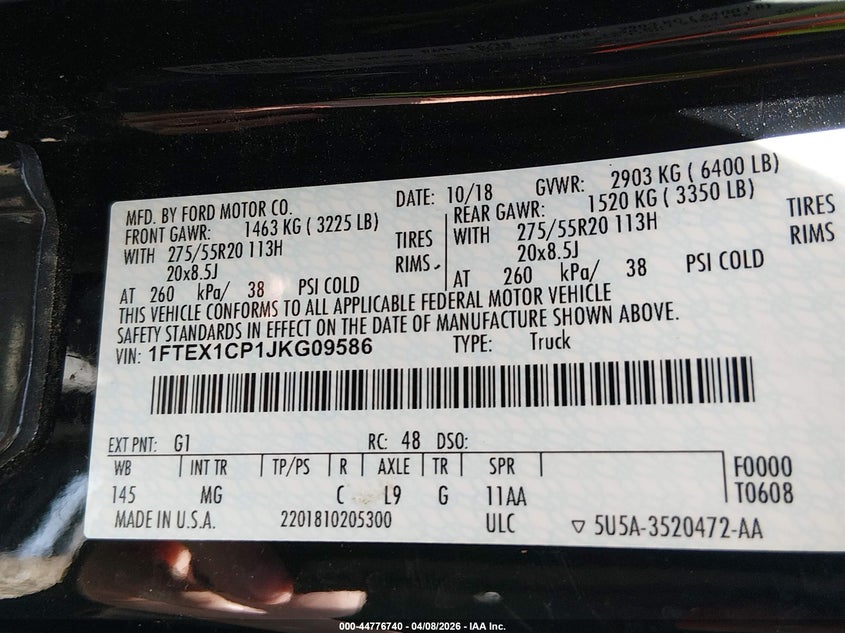 MFD. BY FORD MOTOR CO. DATE: 10/18 GVWR: 2903 KG ( 6400 LB)
FRONT GAWR: 1463 KG ( 3225 LB) REAR GAWR: 1520 KG ( 3350 LB)
WITH 275/55R20 113H TIRES WITH 275/55R20 113H TIRES
20x8.5J RIMS 20x8.5J RIMS
AT 260 kPa/ 38 PSI COLD AT 260 kPa/ 38 PSI COLD
THIS VEHICLE CONFORMS TO ALL APPLICABLE FEDERAL MOTOR VEHICLE
SAFETY STANDARDS IN EFFECT ON THE DATE OF MANUFACTURE SHOWN ABOVE.
VIN: 1FTEX1CP1JKG09586 TYPE: Truck
EXT PNT: G1 RC: 48 DSO:
WB INT TR TP/PS R AXLE TR SPR F0000
145 MG C L9 G 11AA T0608
MADE IN U.S.A. 2201810205300 ULC ▽ 5U5A-3520472-AA
000-44776740 - 04/08/2026 - IAA Inc.